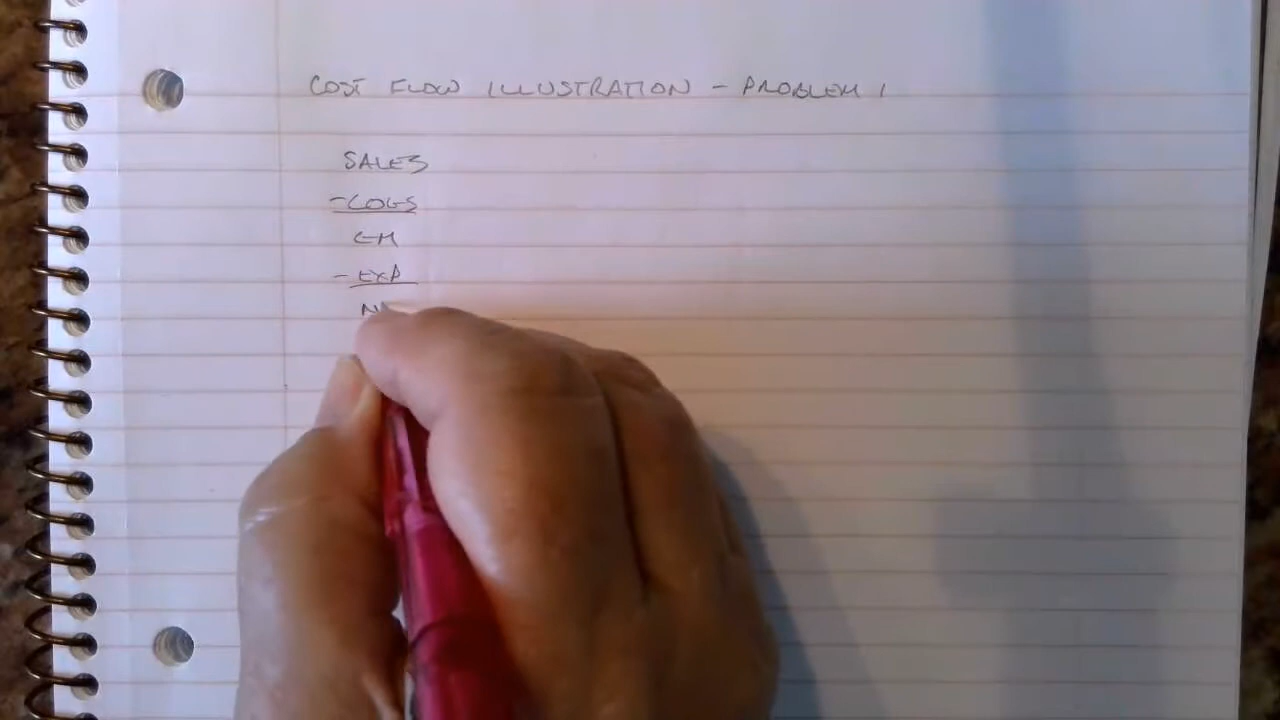 COST FLOW ILLUSTRATION - PROBLEM 1
SALES
-COGS
GM
- EXP